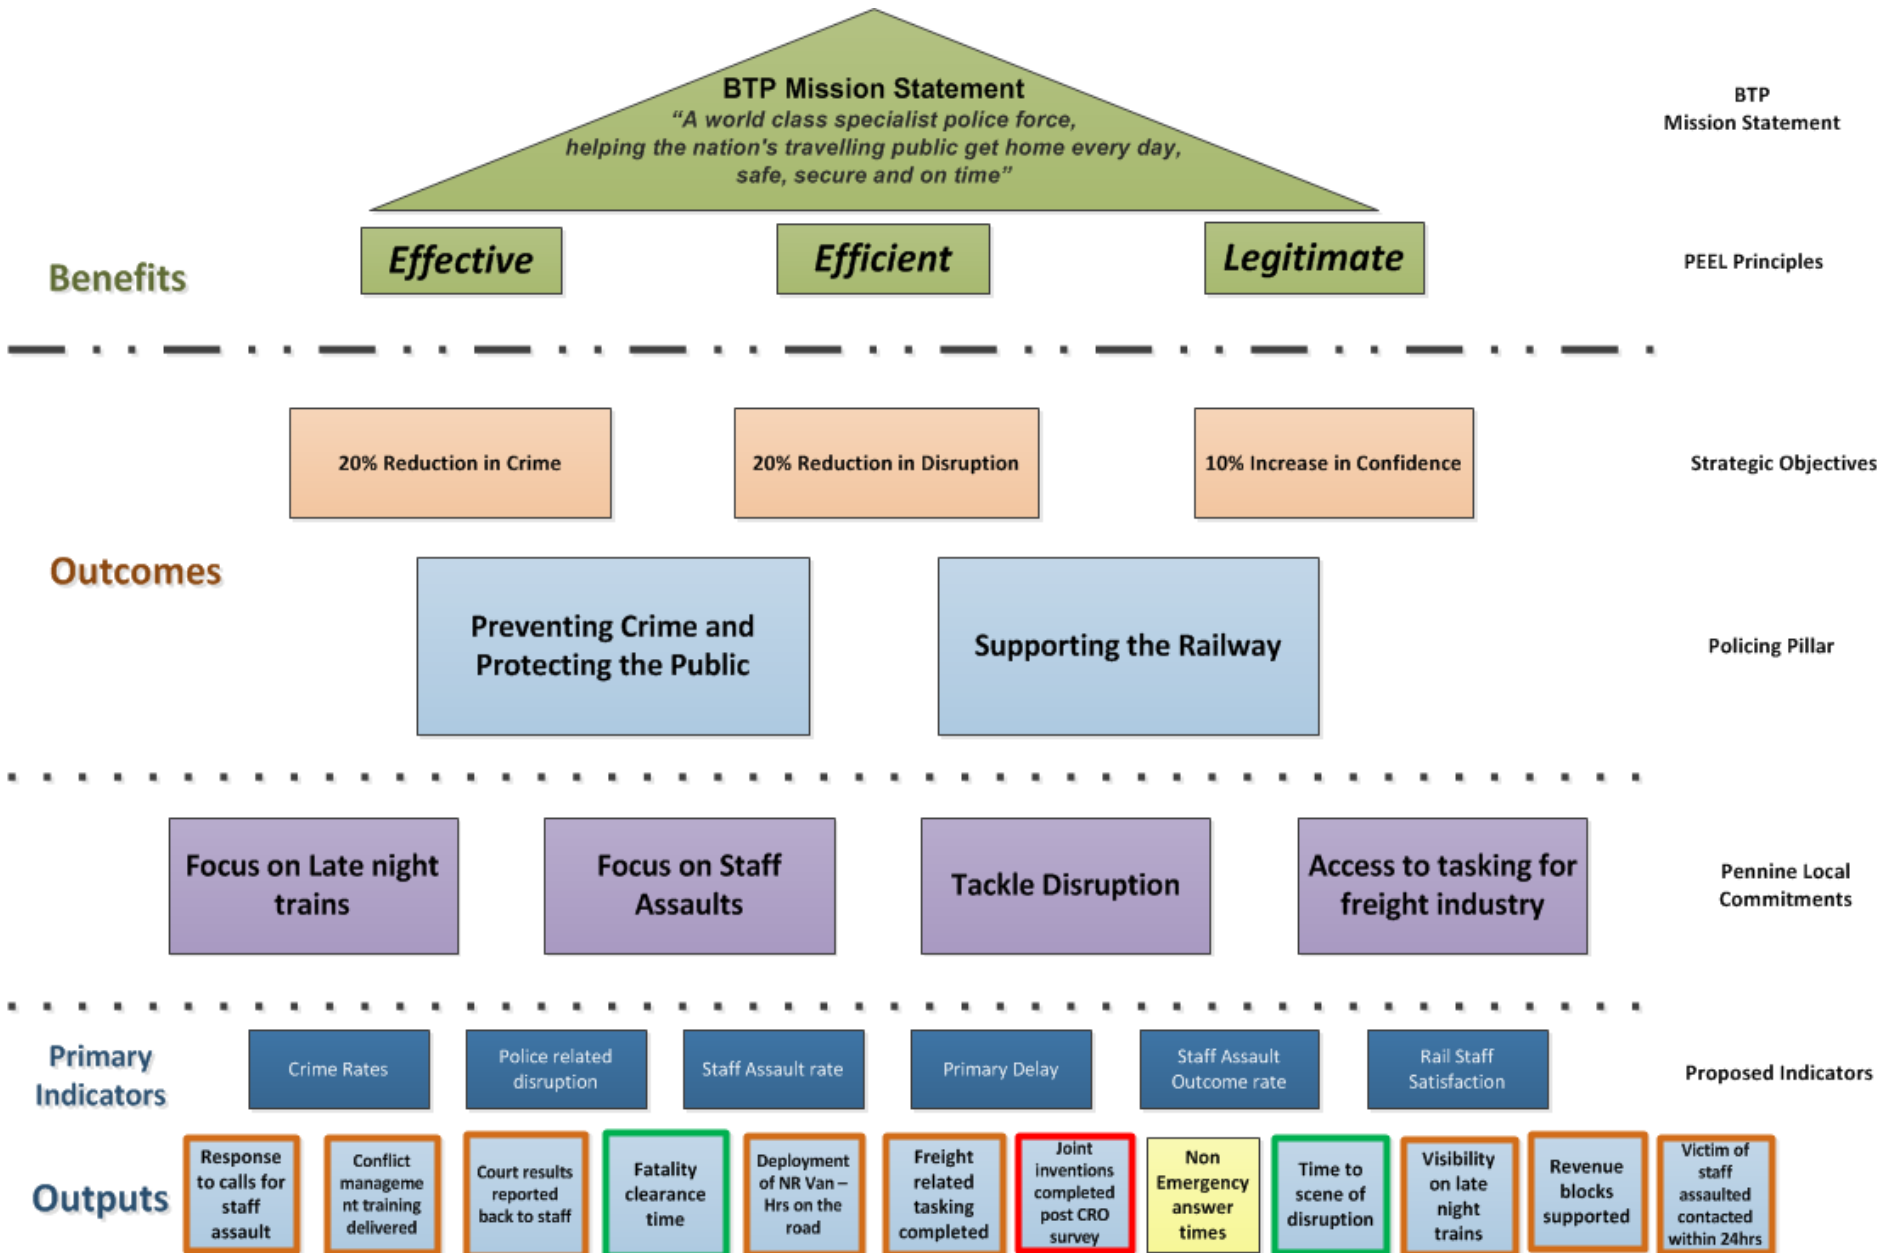 BTP Mission Statement
“A world class specialist police force,
helping the nation's travelling public get home every day,
safe, secure and on time”
BTP
Mission Statement
Benefits
Effective
Efficient
Legitimate
PEEL Principles
20% Reduction in Crime
20% Reduction in Disruption
10% Increase in Confidence
Strategic Objectives
Outcomes
Preventing Crime and
Protecting the Public
Supporting the Railway
Policing Pillar
Focus on Late night
trains
Focus on Staff
Assaults
Tackle Disruption
Access to tasking for
freight industry
Pennine Local
Commitments
Primary
Indicators
Crime Rates
Police related
disruption
Staff Assault rate
Primary Delay
Staff Assault
Outcome rate
Rail Staff
Satisfaction
Proposed Indicators
Outputs
Response
to calls for
staff
assault
Conflict
manageme
nt training
delivered
Court results
reported
back to staff
Fatality
clearance
time
Deployment
of NR Van –
Hrs on the
road
Freight
related
tasking
completed
Joint
inventions
completed
post CRO
survey
Non
Emergency
answer
times
Time to
scene of
disruption
Visibility
on late
night
trains
Revenue
blocks
supported
Victim of
staff
assaulted
contacted
within 24hrs